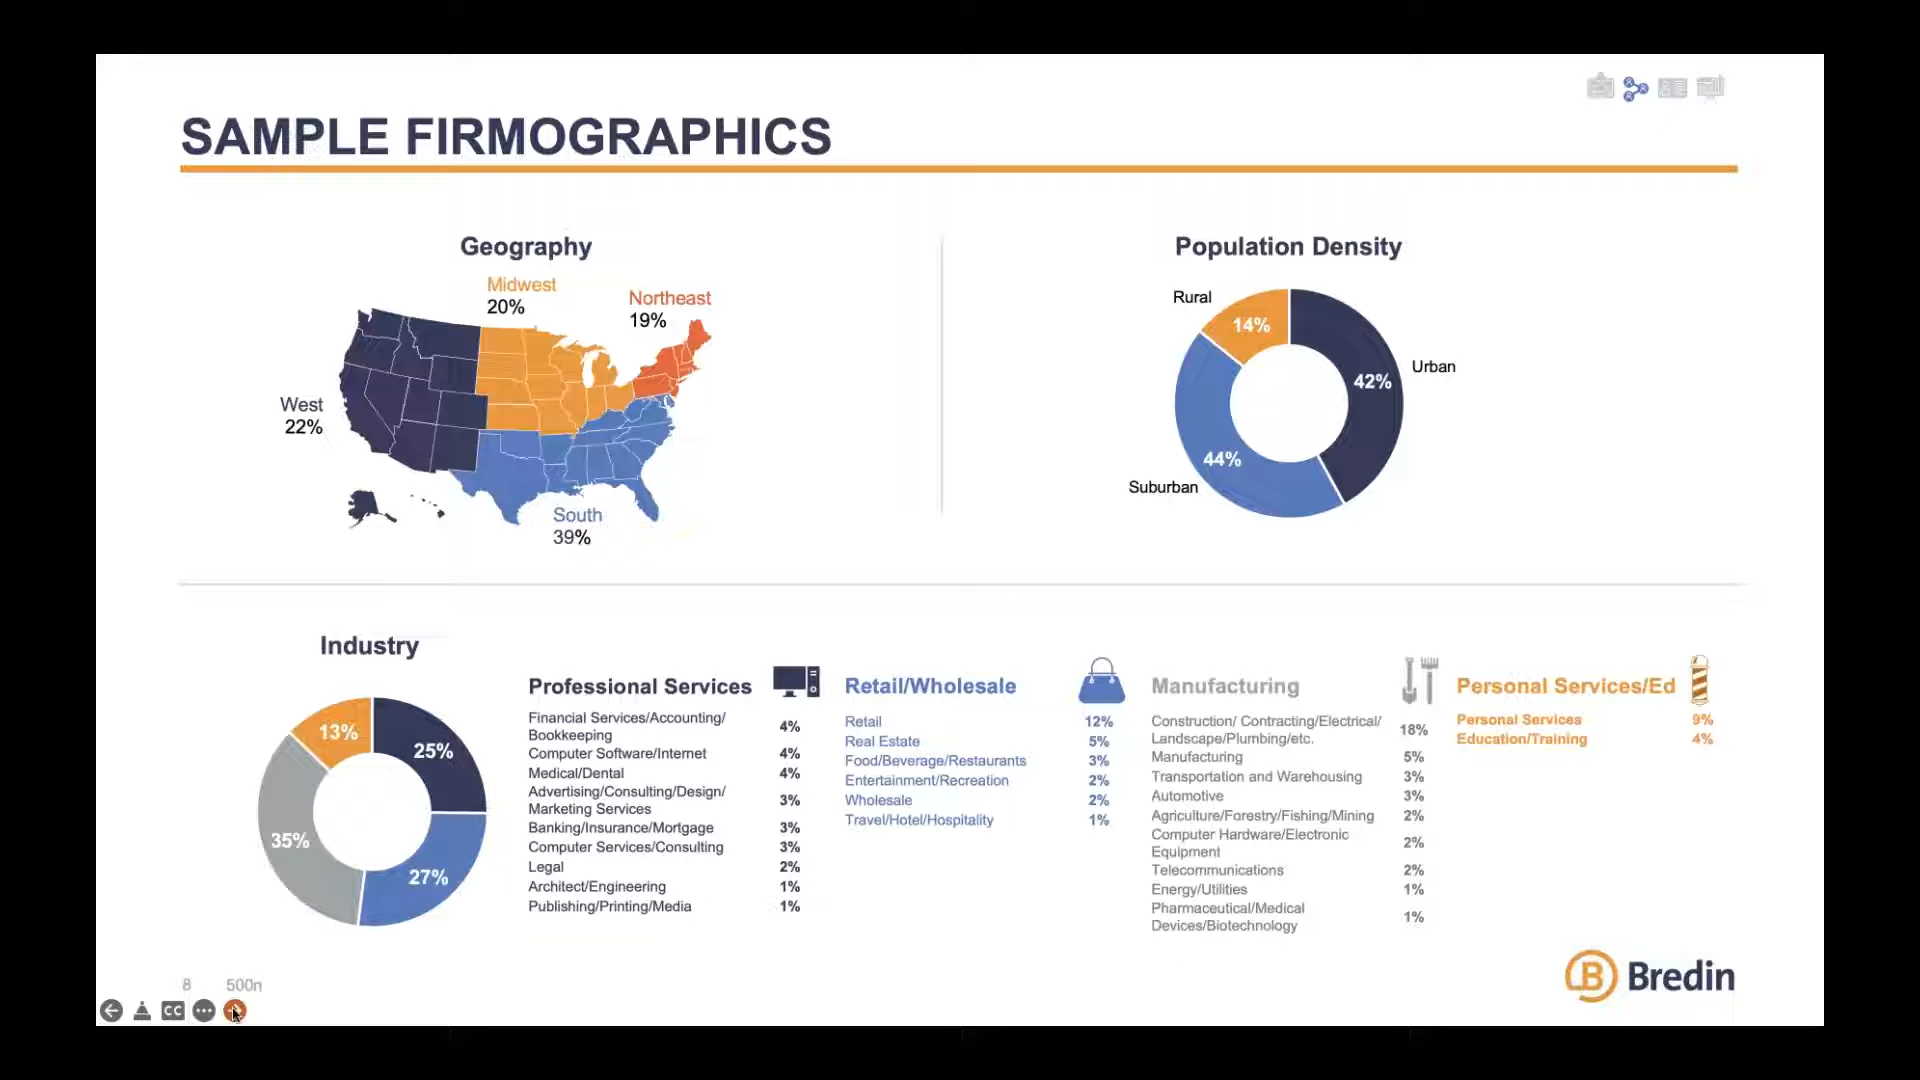 SAMPLE FIRMOGRAPHICS
Geography
Midwest
20%
Northeast
19%
West
22%
South
39%
Population Density
Rural
14%
Urban
42%
44%
Suburban
Industry
13%
25%
35%
27%
Professional Services
Financial Services/Accounting/
Bookkeeping
4%
Computer Software/Internet 4%
Medical/Dental 4%
Advertising/Consulting/Design/
Marketing Services
3%
Banking/Insurance/Mortgage 3%
Computer Services/Consulting 3%
Legal 2%
Architect/Engineering 1%
Publishing/Printing/Media 1%
Retail/Wholesale
Retail 12%
Real Estate 5%
Food/Beverage/Restaurants 3%
Entertainment/Recreation 2%
Wholesale 2%
Travel/Hotel/Hospitality 1%
Manufacturing
Construction/ Contracting/Electrical/
Landscape/Plumbing/etc.
18%
Manufacturing 5%
Transportation and Warehousing 3%
Automotive 3%
Agriculture/Forestry/Fishing/Mining 2%
Computer Hardware/Electronic
Equipment
2%
Telecommunications 2%
Energy/Utilities 1%
Pharmaceutical/Medical
Devices/Biotechnology
1%
Personal Services/Ed
Personal Services 9%
Education/Training 4%
8 500n
CC
B Bredin